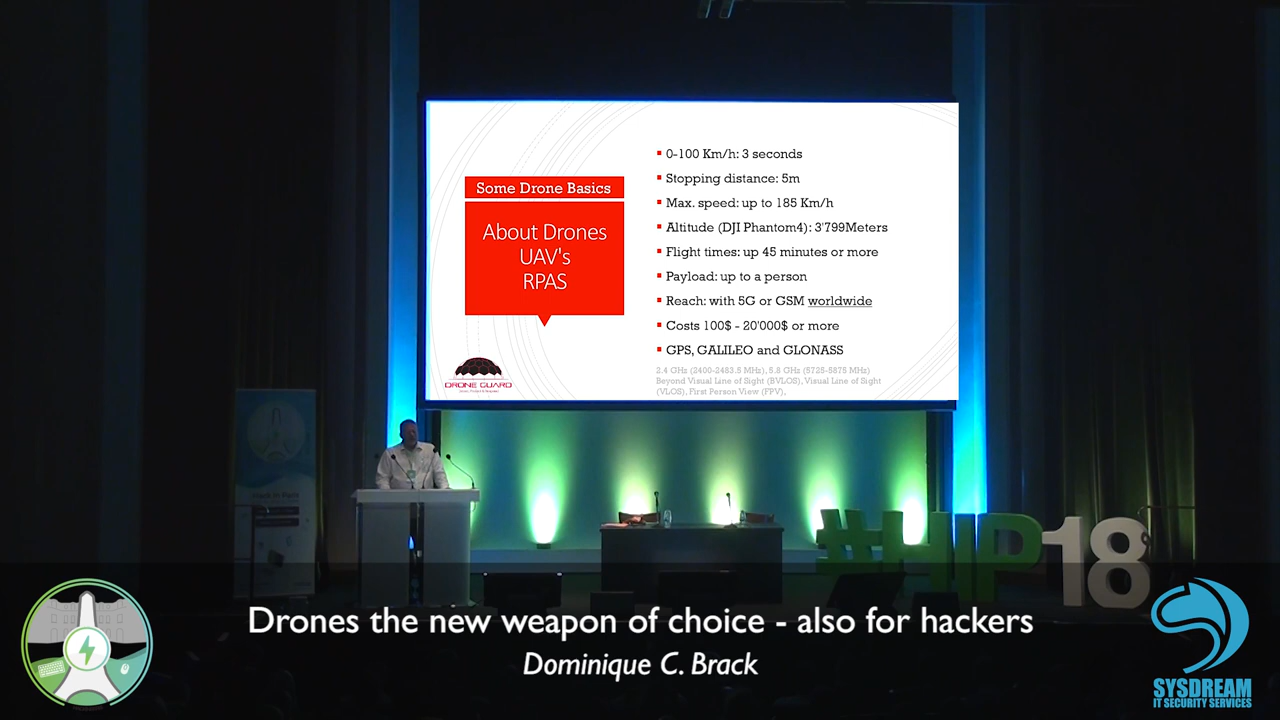 Some Drone Basics
About Drones
UAV's
RPAS
0-100 Km/h: 3 seconds
Stopping distance: 5m
Max. speed: up to 185 Km/h
Altitude (DJI Phantom4): 3'799Meters
Flight times: up 45 minutes or more
Payload: up to a person
Reach: with 5G or GSM worldwide
Costs 100$ - 20'000$ or more
GPS, GALILEO and GLONASS
2.4 GHz (2400-2483.5 MHz), 5.8 GHz (5725-5875 MHz)
Beyond Visual Line of Sight (BVLOS), Visual Line of Sight
(VLOS), First Person View (FPV),
DRONE GUARD
#HIP18
Drones the new weapon of choice - also for hackers
Dominique C. Brack
SYSDREAM
IT SECURITY SERVICES